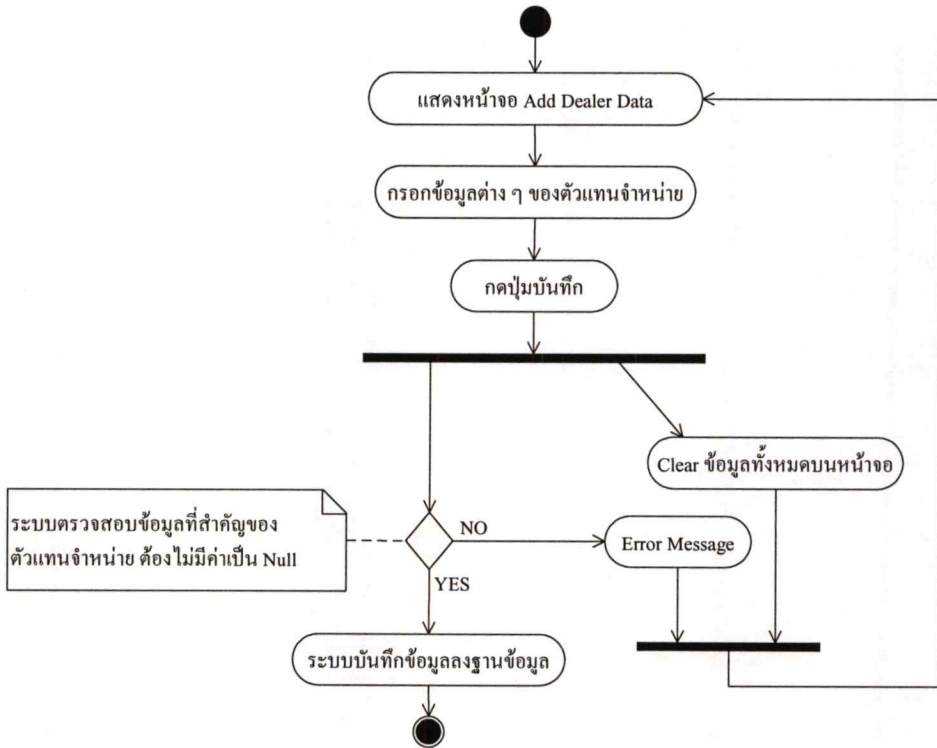 แสดงหน้าจอ Add Dealer Data
กรอกข้อมูลต่าง ๆ ของตัวแทนจำหน่าย
กดปุ่มบันทึก
Clear ข้อมูลทั้งหมดบนหน้าจอ
ระบบตรวจสอบข้อมูลที่สำคัญของ
ตัวแทนจำหน่าย ต้องไม่มีค่าเป็น Null
NO
Error Message
YES
ระบบบันทึกข้อมูลลงฐานข้อมูล